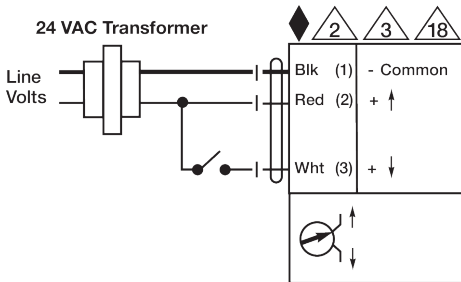 24 VAC Transformer
2 3 18
Line
Volts
Blk (1) - Common
Red (2) +
Wht (3) +